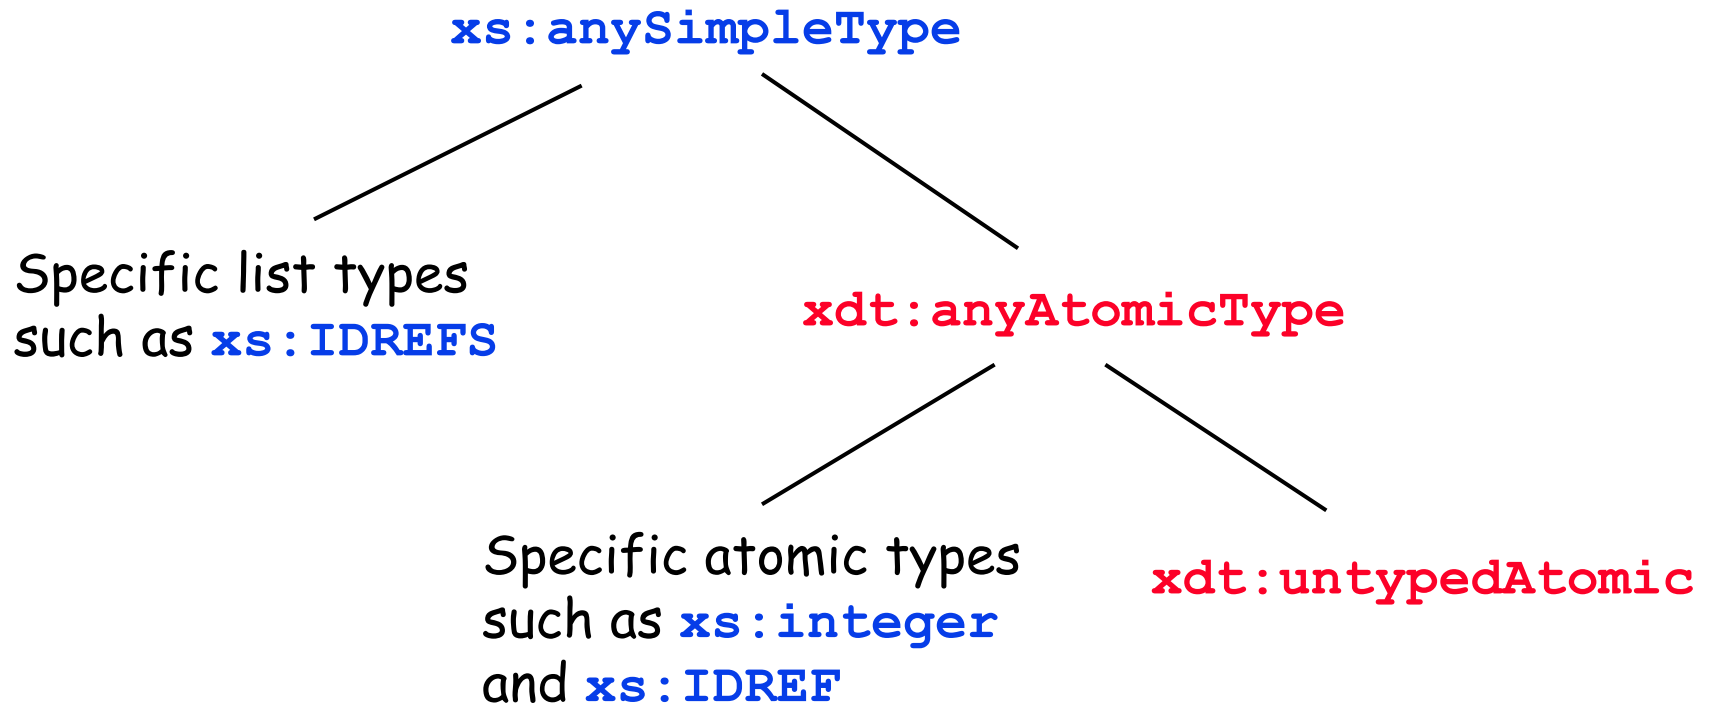 xs:anySimpleType
Specific list types
such as xs:IDREFS
xdt:anyAtomicType
Specific atomic types
such as xs:integer
and xs:IDREF
xdt:untypedAtomic